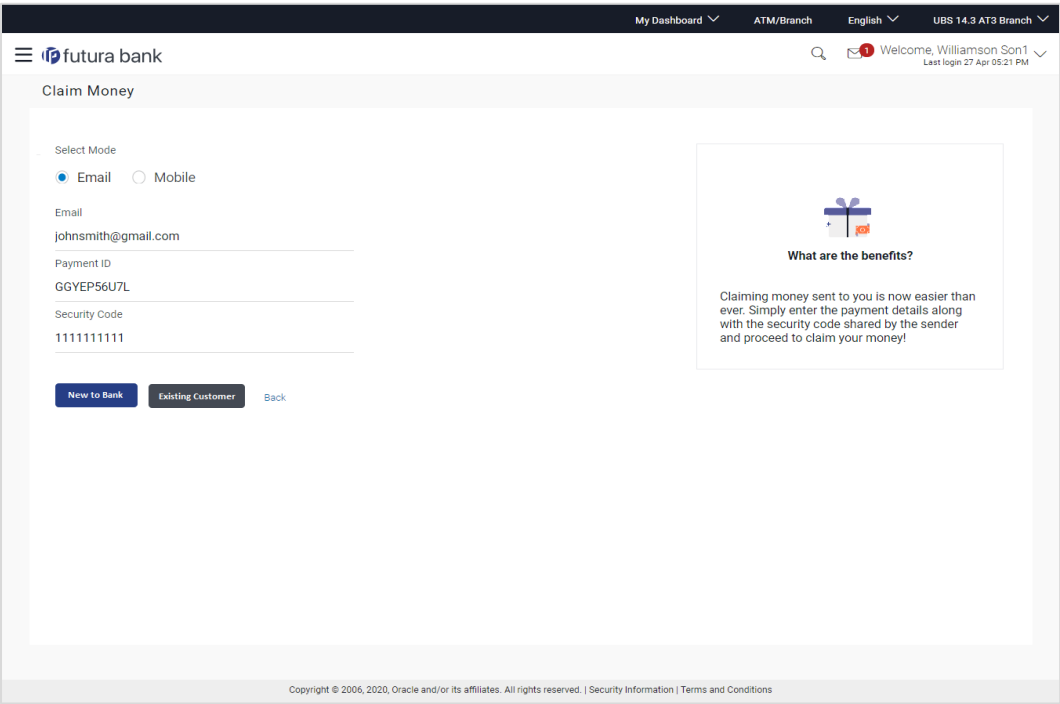 My Dashboard ATM/Branch English UBS 14.3 AT3 Branch
futura bank
1 Welcome, Williamson Son1
Last login 27 Apr 05:21 PM
Claim Money
Select Mode
Email Mobile
Email
johnsmith@gmail.com
Payment ID
GGYEP56U7L
Security Code
1111111111
New to Bank Existing Customer Back
What are the benefits?
Claiming money sent to you is now easier than
ever. Simply enter the payment details along
with the security code shared by the sender
and proceed to claim your money!
Copyright © 2006, 2020, Oracle and/or its affiliates. All rights reserved. | Security Information | Terms and Conditions